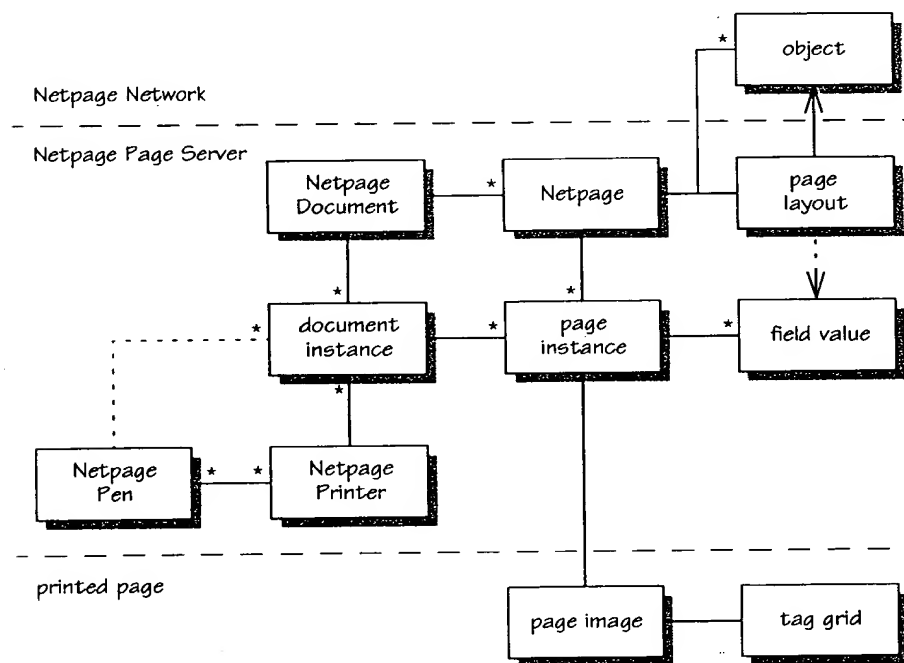 object
Netpage Network
Netpage Page Server
Netpage
Document
Netpage
page
layout
document
instance
page
instance
field value
Netpage
Pen
Netpage
Printer
printed page
page image
tag grid
*
*
*
*
*
*
*
*
*
*